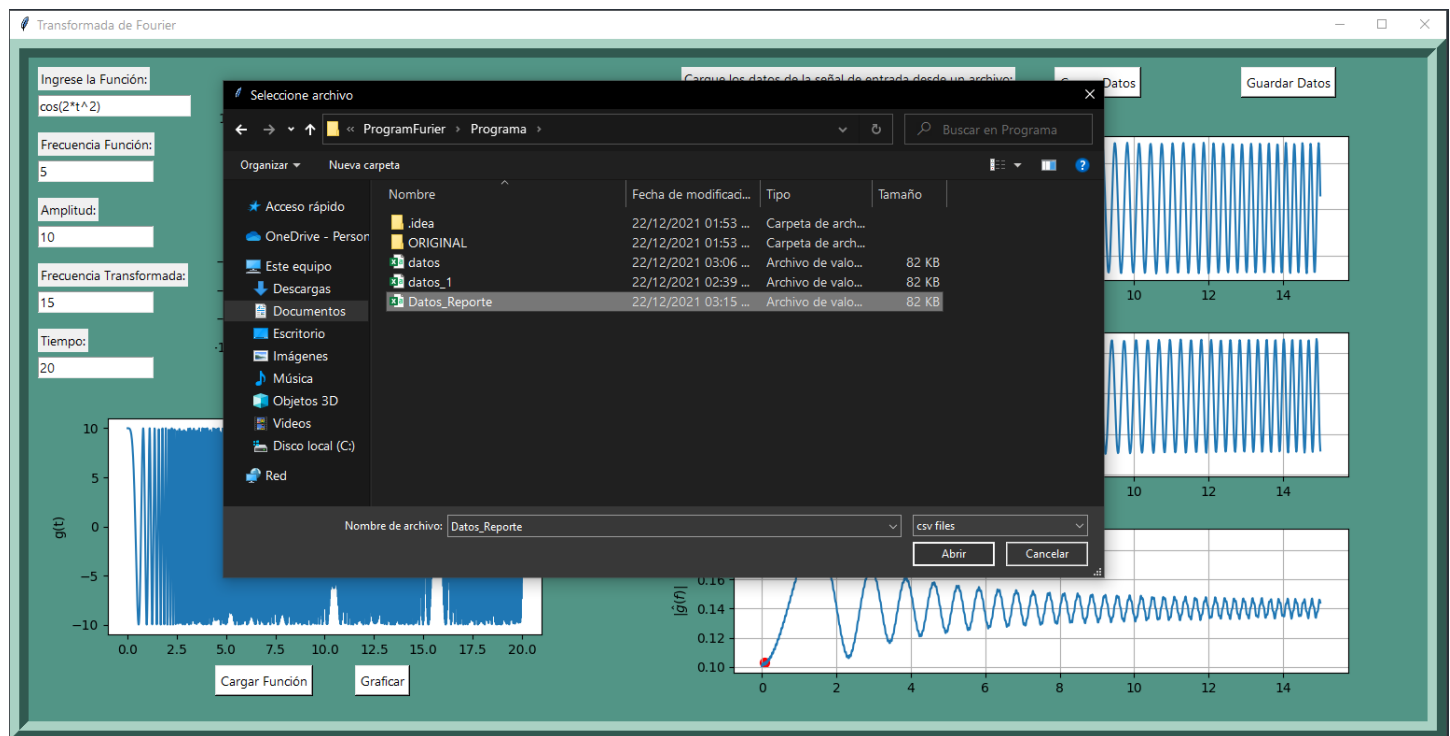 Transformada de Fourier
Ingrese la Función:
cos(2*t^2)
Frecuencia Función:
5
Amplitud:
10
Frecuencia Transformada:
15
Tiempo:
20
Cargue los datos de la señal de entrada desde un archivo:
Datos
Guardar Datos
Seleccione archivo
« ProgramFurier › Programa ›
Buscar en Programa
Organizar
Nueva carpeta
Acceso rápido
OneDrive - Person
Este equipo
Descargas
Documentos
Escritorio
Imágenes
Música
Objetos 3D
Videos
Disco local (C:)
Red
Nombre Fecha de modificaci... Tipo Tamaño
.idea 22/12/2021 01:53 ... Carpeta de arch...
ORIGINAL 22/12/2021 01:53 ... Carpeta de arch...
datos 22/12/2021 03:06 ... Archivo de valo... 82 KB
datos_1 22/12/2021 02:39 ... Archivo de valo... 82 KB
Datos_Reporte 22/12/2021 03:15 ... Archivo de valo... 82 KB
Nombre de archivo: Datos_Reporte csv files
Abrir Cancelar
10 12 14
10 12 14
g(t)
10
5
0
−5
−10
0.0 2.5 5.0 7.5 10.0 12.5 15.0 17.5 20.0
Cargar Función Graficar
|ĝ(f)|
0.16
0.14
0.12
0.10
0 2 4 6 8 10 12 14